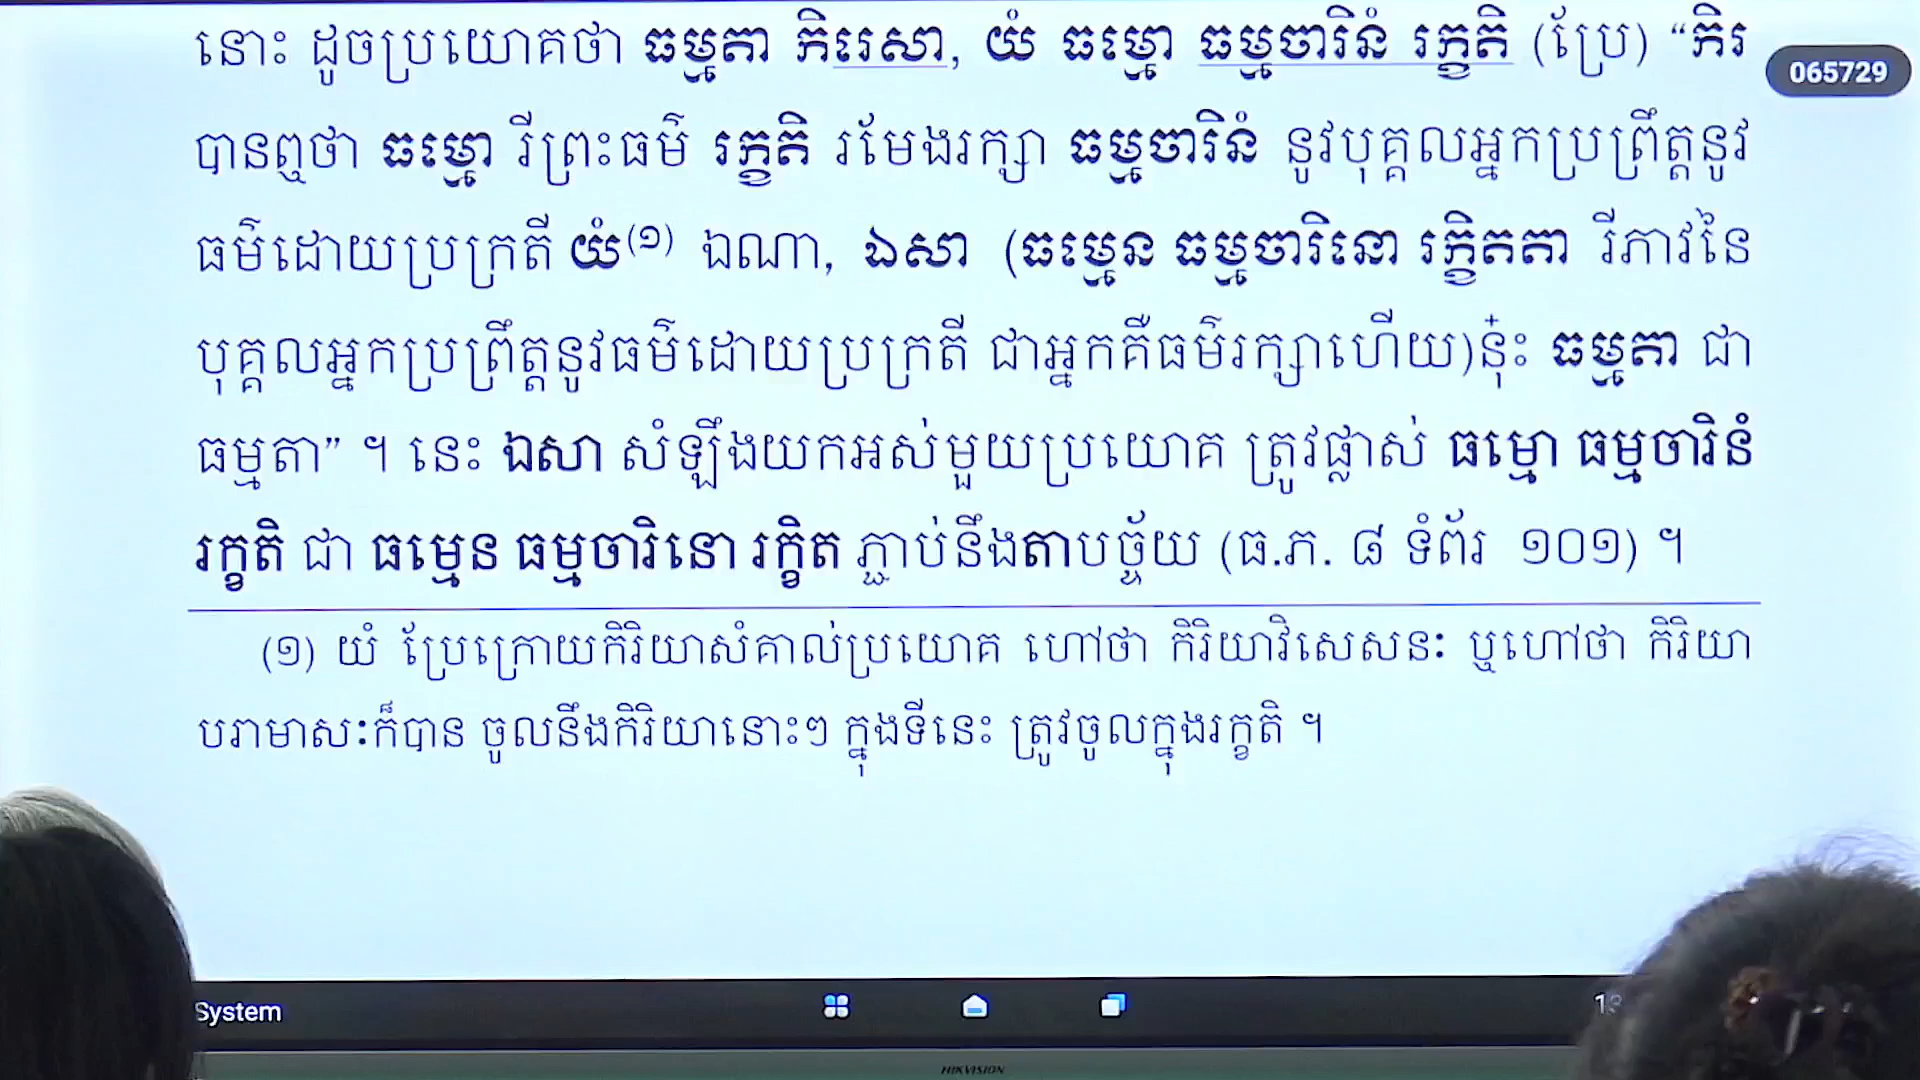 នោះ ដូចប្រយោគថា ធម្មតា កិរេសា, យំ ធម្មោ ធម្មចារិនំ រក្ខតិ (ប្រែ) “កិរ
065729
បានឮថា ធម្មោ រីព្រះធម៌ រក្ខតិ រមែងរក្សា ធម្មចារិនំ នូវបុគ្គលអ្នកប្រព្រឹត្តនូវ
ធម៌ដោយប្រក្រតី យំ(១) ឯណា, ឯសា (ធម្មេន ធម្មចារិនោ រក្ខិតតា រីភាវនៃ
បុគ្គលអ្នកប្រព្រឹត្តនូវធម៌ដោយប្រក្រតី ជាអ្នកគឺធម៌រក្សាហើយ)នុ៎ះ ធម្មតា ជា
ធម្មតា” ។ នេះ ឯសា សំឡឹងយកអស់មួយប្រយោគ ត្រូវផ្លាស់ ធម្មោ ធម្មចារិនំ
រក្ខតិ ជា ធម្មេន ធម្មចារិនោ រក្ខិត ភ្ជាប់នឹងតាបច្ច័យ (ធ.ភ. ៨ ទំព័រ ១០១) ។
(១) យំ ប្រែក្រោយកិរិយាសំគាល់ប្រយោគ ហៅថា កិរិយាវិសេសនៈ ឬហៅថា កិរិយា
បរាមាសៈក៏បាន ចូលនឹងកិរិយានោះៗ ក្នុងទីនេះ ត្រូវចូលក្នុងរក្ខតិ ។
System
HIKVISION